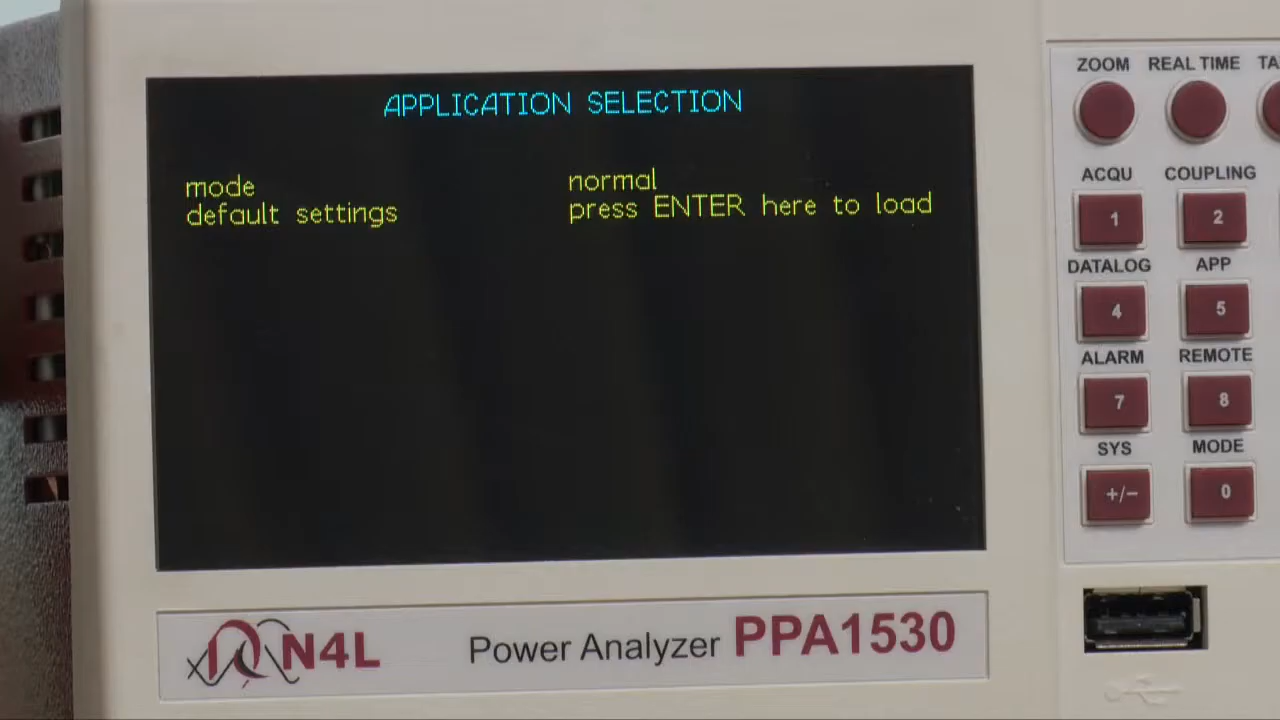 APPLICATION SELECTION
mode normal
default settings press ENTER here to load
ZOOM REAL TIME
ACQU COUPLING
1 2
DATALOG APP
4 5
ALARM REMOTE
7 8
SYS MODE
+/− 0
N4L Power Analyzer PPA1530